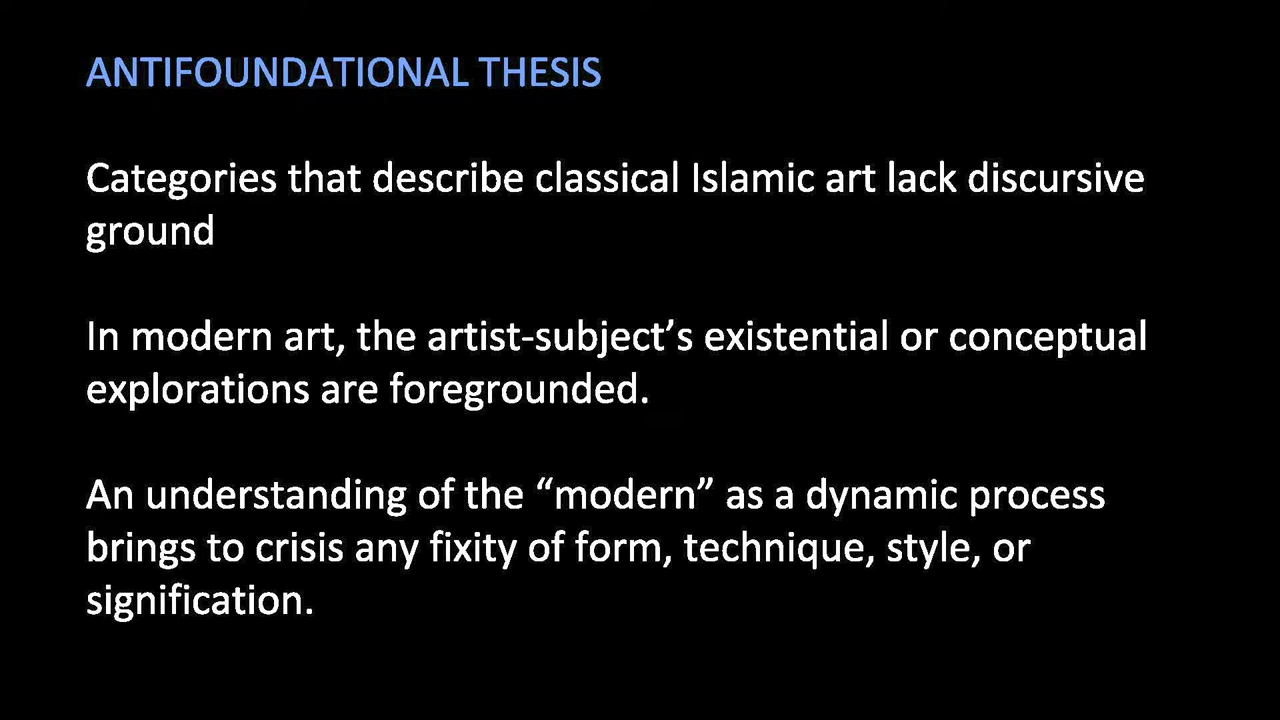 ANTIFOUNDATIONAL THESIS
Categories that describe classical Islamic art lack discursive
ground
In modern art, the artist-subject’s existential or conceptual
explorations are foregrounded.
An understanding of the “modern” as a dynamic process
brings to crisis any fixity of form, technique, style, or
signification.